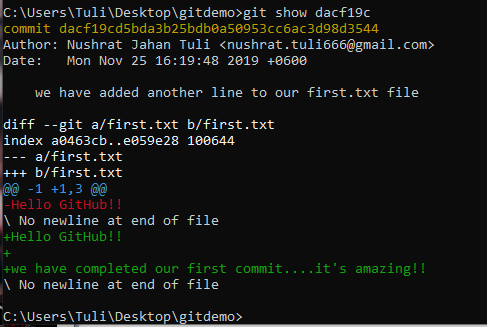 C:\Users\Tuli\Desktop\gitdemo>git show dacf19c
commit dacf19cd5bda3b25bdb0a50953cc6ac3d98d3544
Author: Nushrat Jahan Tuli <nushrat.tuli666@gmail.com>
Date:   Mon Nov 25 16:19:48 2019 +0600

    we have added another line to our first.txt file

diff --git a/first.txt b/first.txt
index a0463cb..e059e28 100644
--- a/first.txt
+++ b/first.txt
@@ -1 +1,3 @@
-Hello GitHub!!
\ No newline at end of file
+Hello GitHub!!
+
+we have completed our first commit....it's amazing!!
\ No newline at end of file

C:\Users\Tuli\Desktop\gitdemo>